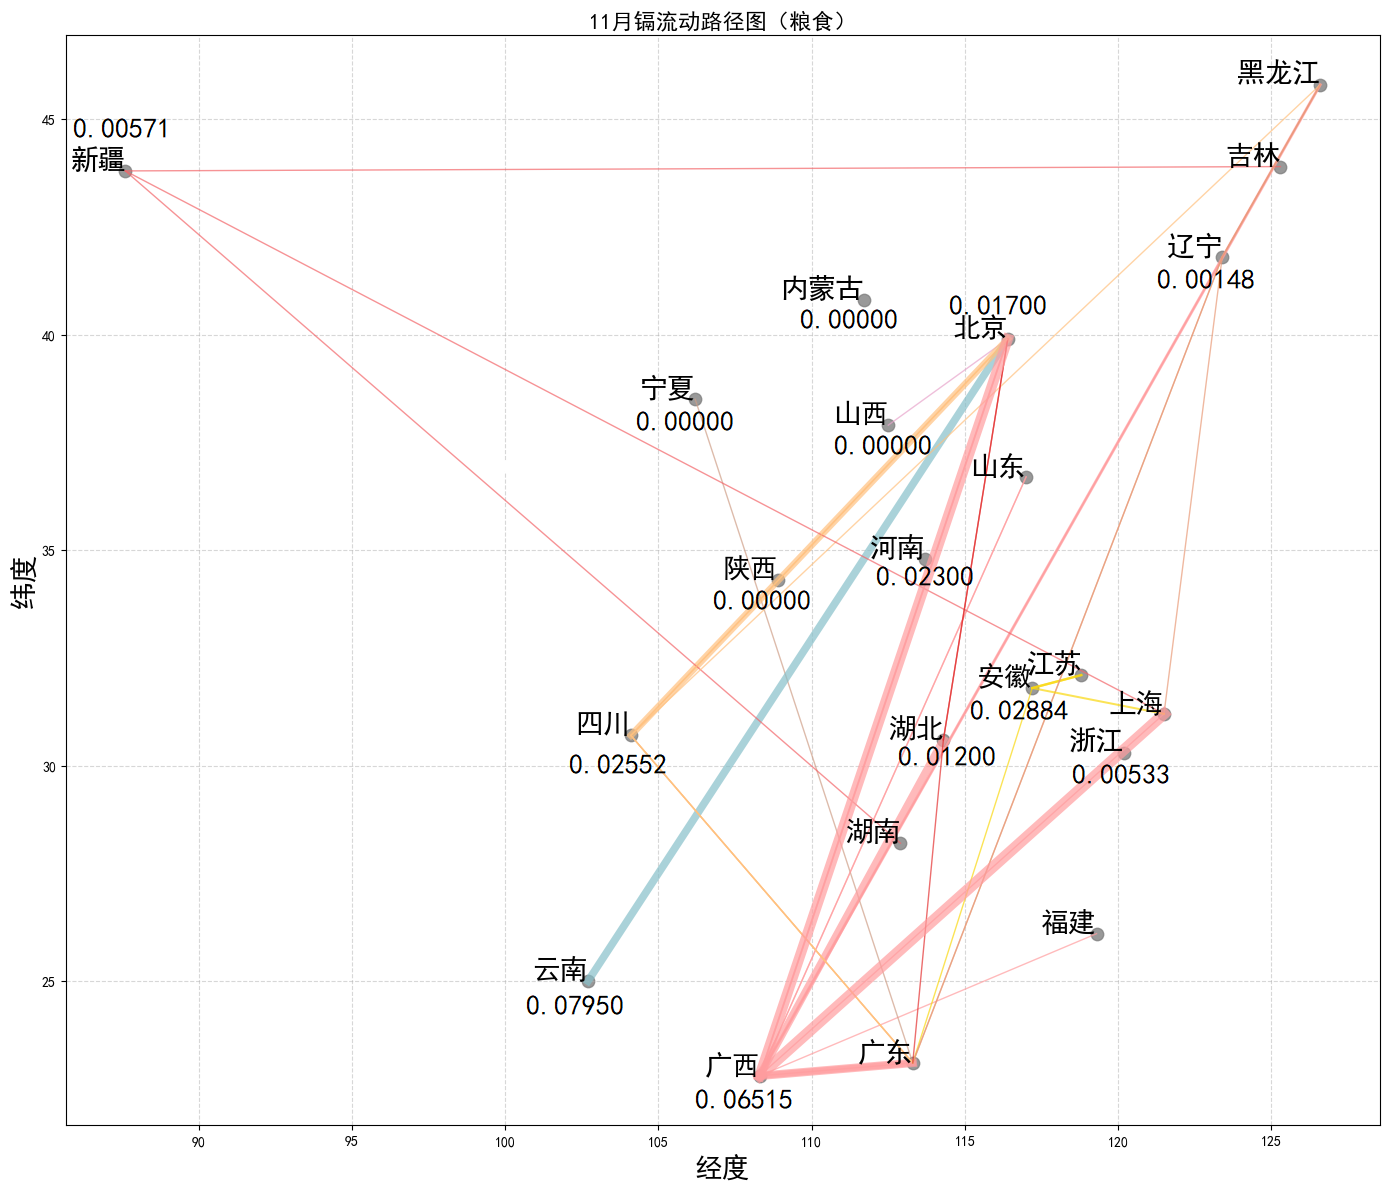 11月镉流动路径图（粮食）
黑龙江
45
0.00571
新疆
吉林
辽宁
0.00148
内蒙古
0.00000
0.01700
北京
40
宁夏
0.00000
山西
0.00000
山东
35
河南
0.02300
陕西
0.00000
纬度
江苏
安徽
0.02884
上海
四川
0.02552
湖北
0.01200
浙江
0.00533
30
湖南
福建
云南
0.07950
25
广东
广西
0.06515
90
95
100
105
110
115
120
125
经度